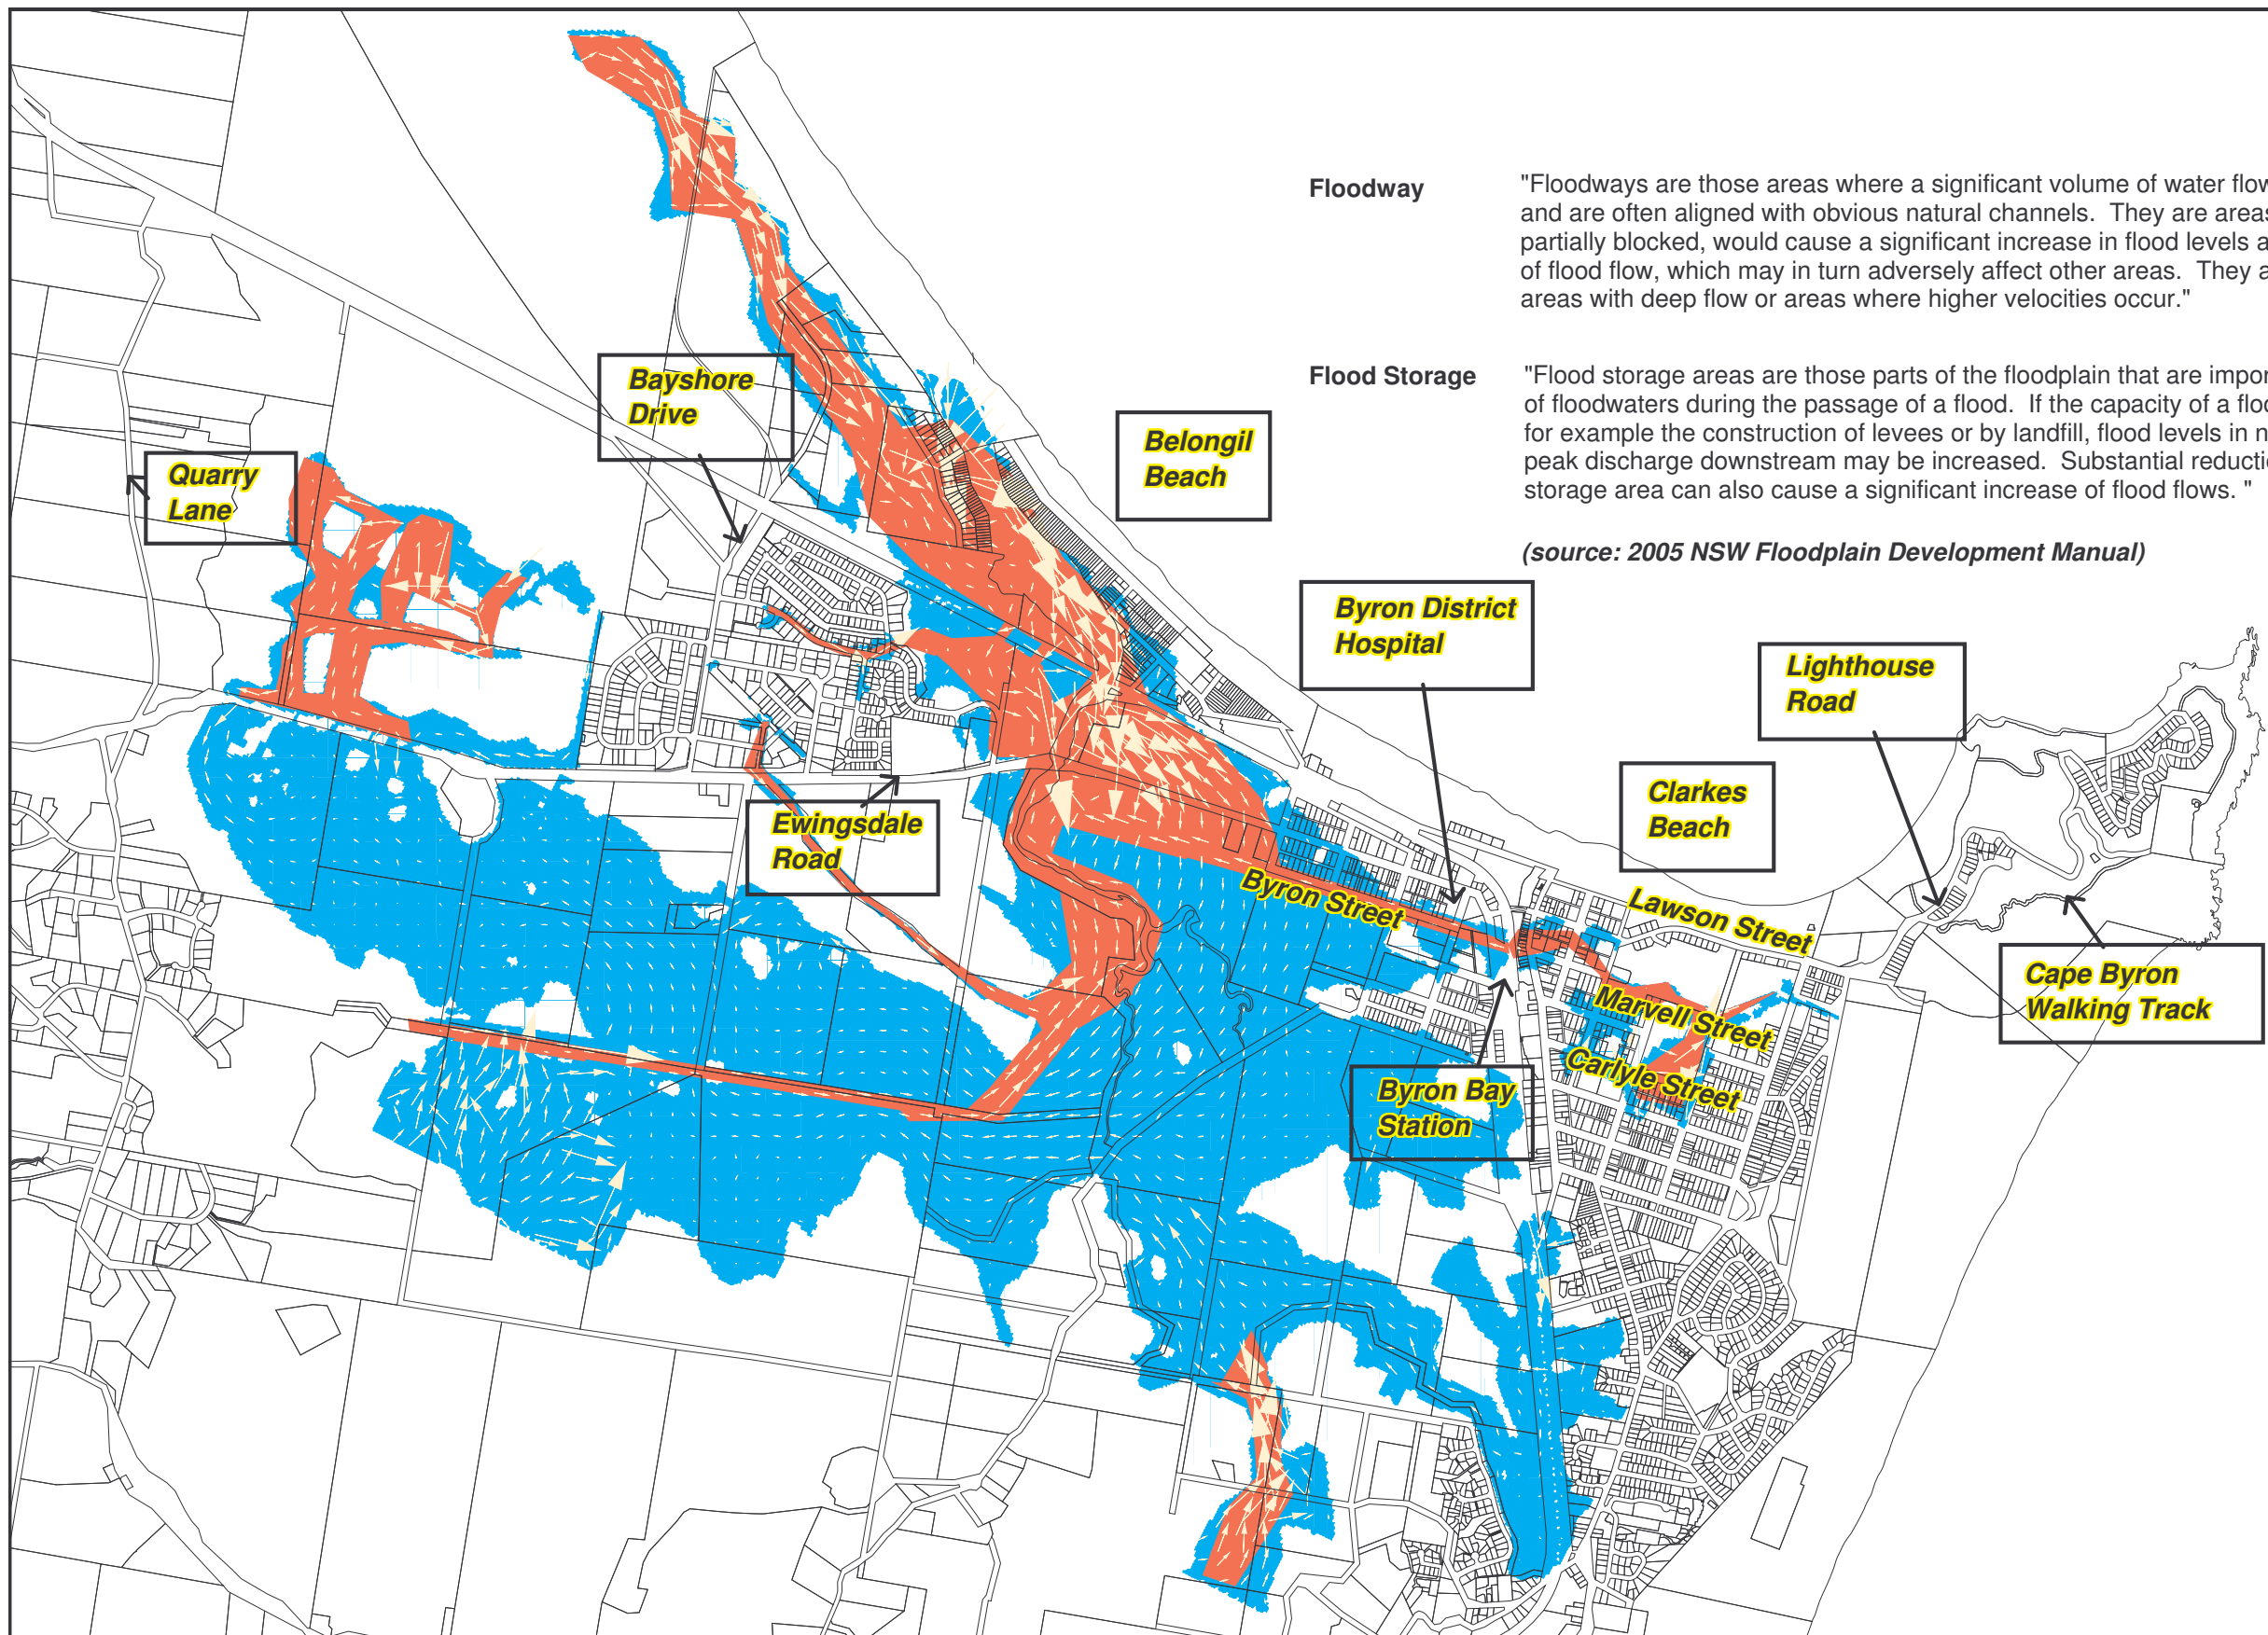 Floodway
"Floodways are those areas where a significant volume of water flow
and are often aligned with obvious natural channels. They are areas
partially blocked, would cause a significant increase in flood levels a
of flood flow, which may in turn adversely affect other areas. They a
areas with deep flow or areas where higher velocities occur."
Flood Storage
"Flood storage areas are those parts of the floodplain that are impor
of floodwaters during the passage of a flood. If the capacity of a floo
for example the construction of levees or by landfill, flood levels in n
peak discharge downstream may be increased. Substantial reducti
storage area can also cause a significant increase of flood flows. "
(source: 2005 NSW Floodplain Development Manual)
Bayshore
Drive
Belongil
Beach
Quarry
Lane
Byron District
Hospital
Lighthouse
Road
Clarkes
Beach
Ewingsdale
Road
Byron Street
Lawson Street
Cape Byron
Walking Track
Marvell Street
Carlyle Street
Byron Bay
Station